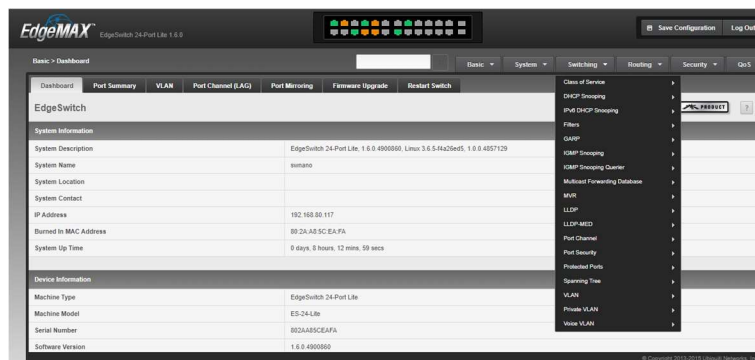 EdgeMAX EdgeSwitch 24-Port Lite 1.6.0
Save Configuration Log Out
Basic > Dashboard
Basic System Switching Routing Security QoS
Dashboard Port Summary VLAN Port Channel (LAG) Port Mirroring Firmware Upgrade Restart Switch
EdgeSwitch
PRODUCT ?
System Information
System Description EdgeSwitch 24-Port Lite, 1.6.0.4900860, Linux 3.6.5-f4a26ed5, 1.0.0.4857129
System Name swnano
System Location
System Contact
IP Address 192.168.80.117
Burned In MAC Address 80:2A:A8:5C:EA:FA
System Up Time 0 days, 8 hours, 12 mins, 59 secs
Device Information
Machine Type EdgeSwitch 24-Port Lite
Machine Model ES-24-Lite
Serial Number 802AA85CEAFA
Software Version 1.6.0.4900860
Class of Service
DHCP Snooping
IPv6 DHCP Snooping
Filters
GARP
IGMP Snooping
IGMP Snooping Querier
Multicast Forwarding Database
MVR
LLDP
LLDP-MED
Port Channel
Port Security
Protected Ports
Spanning Tree
VLAN
Private VLAN
Voice VLAN
© Copyright 2013-2015 Ubiquiti Networks,